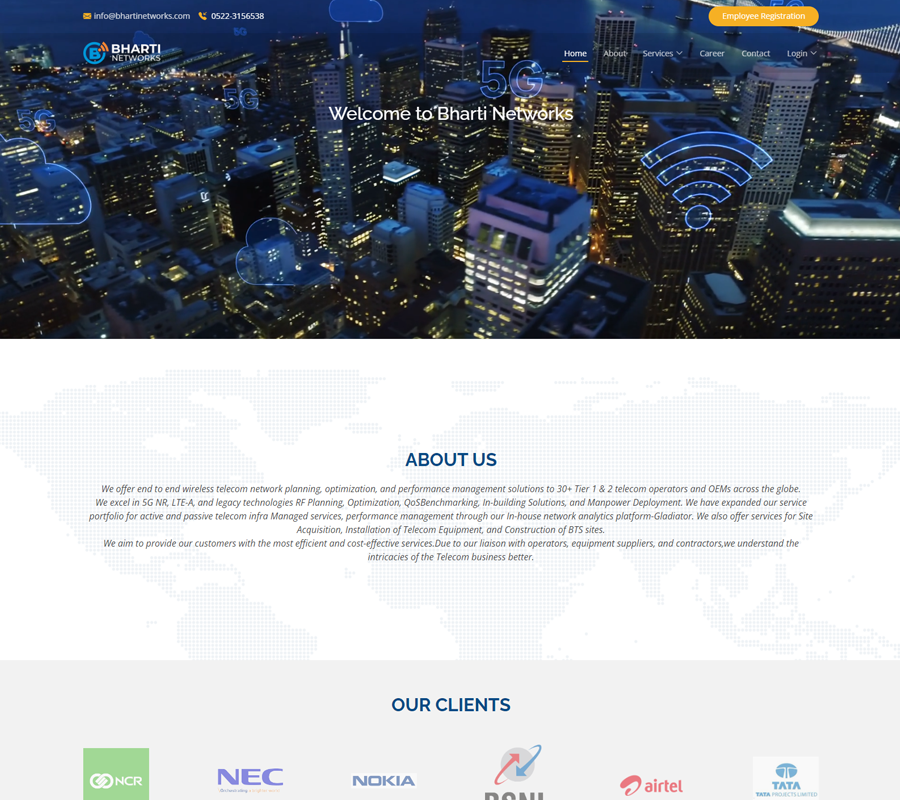 info@bhartinetworks.com 0522-3156538
Employee Registration
5G
5G
BHARTI
NETWORKS
Home About Services Career Contact Login
5G
5G
5G
Welcome to Bharti Networks
ABOUT US
We offer end to end wireless telecom network planning, optimization, and performance management solutions to 30+ Tier 1 & 2 telecom operators and OEMs across the globe.
We excel in 5G NR, LTE-A, and legacy technologies RF Planning, Optimization, QoSBenchmarking, In-building Solutions, and Manpower Deployment. We have expanded our service
portfolio for active and passive telecom infra Managed services, performance management through our In-house network analytics platform-Gladiator. We also offer services for Site
Acquisition, Installation of Telecom Equipment, and Construction of BTS sites.
We aim to provide our customers with the most efficient and cost-effective services.Due to our liaison with operators, equipment suppliers, and contractors,we understand the
intricacies of the Telecom business better.
OUR CLIENTS
NCR
NEC
NOKIA
airtel
TATA
TATA PROJECTS LIMITED